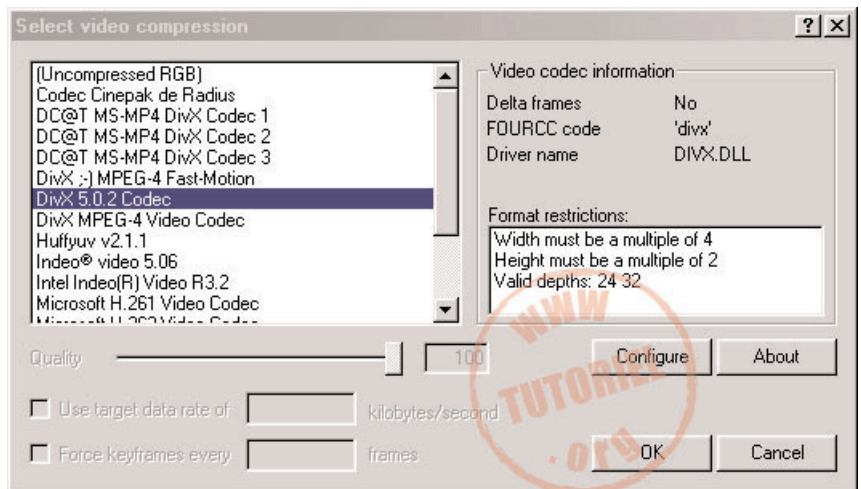 Select video compression
(Uncompressed RGB)
Codec Cinepak de Radius
DC@T MS-MP4 DivX Codec 1
DC@T MS-MP4 DivX Codec 2
DC@T MS-MP4 DivX Codec 3
DivX ;-) MPEG-4 Fast-Motion
DivX 5.0.2 Codec
DivX MPEG-4 Video Codec
Huffyuv v2.1.1
Indeo® video 5.06
Intel Indeo(R) Video R3.2
Microsoft H.261 Video Codec
Video codec information
Delta frames No
FOURCC code 'divx'
Driver name DIVX.DLL
Format restrictions:
Width must be a multiple of 4
Height must be a multiple of 2
Valid depths: 24 32
Quality 100
Configure About
Use target data rate of kilobytes/second
Force keyframes every frames
OK Cancel
WWW
TUTORIEL
.org